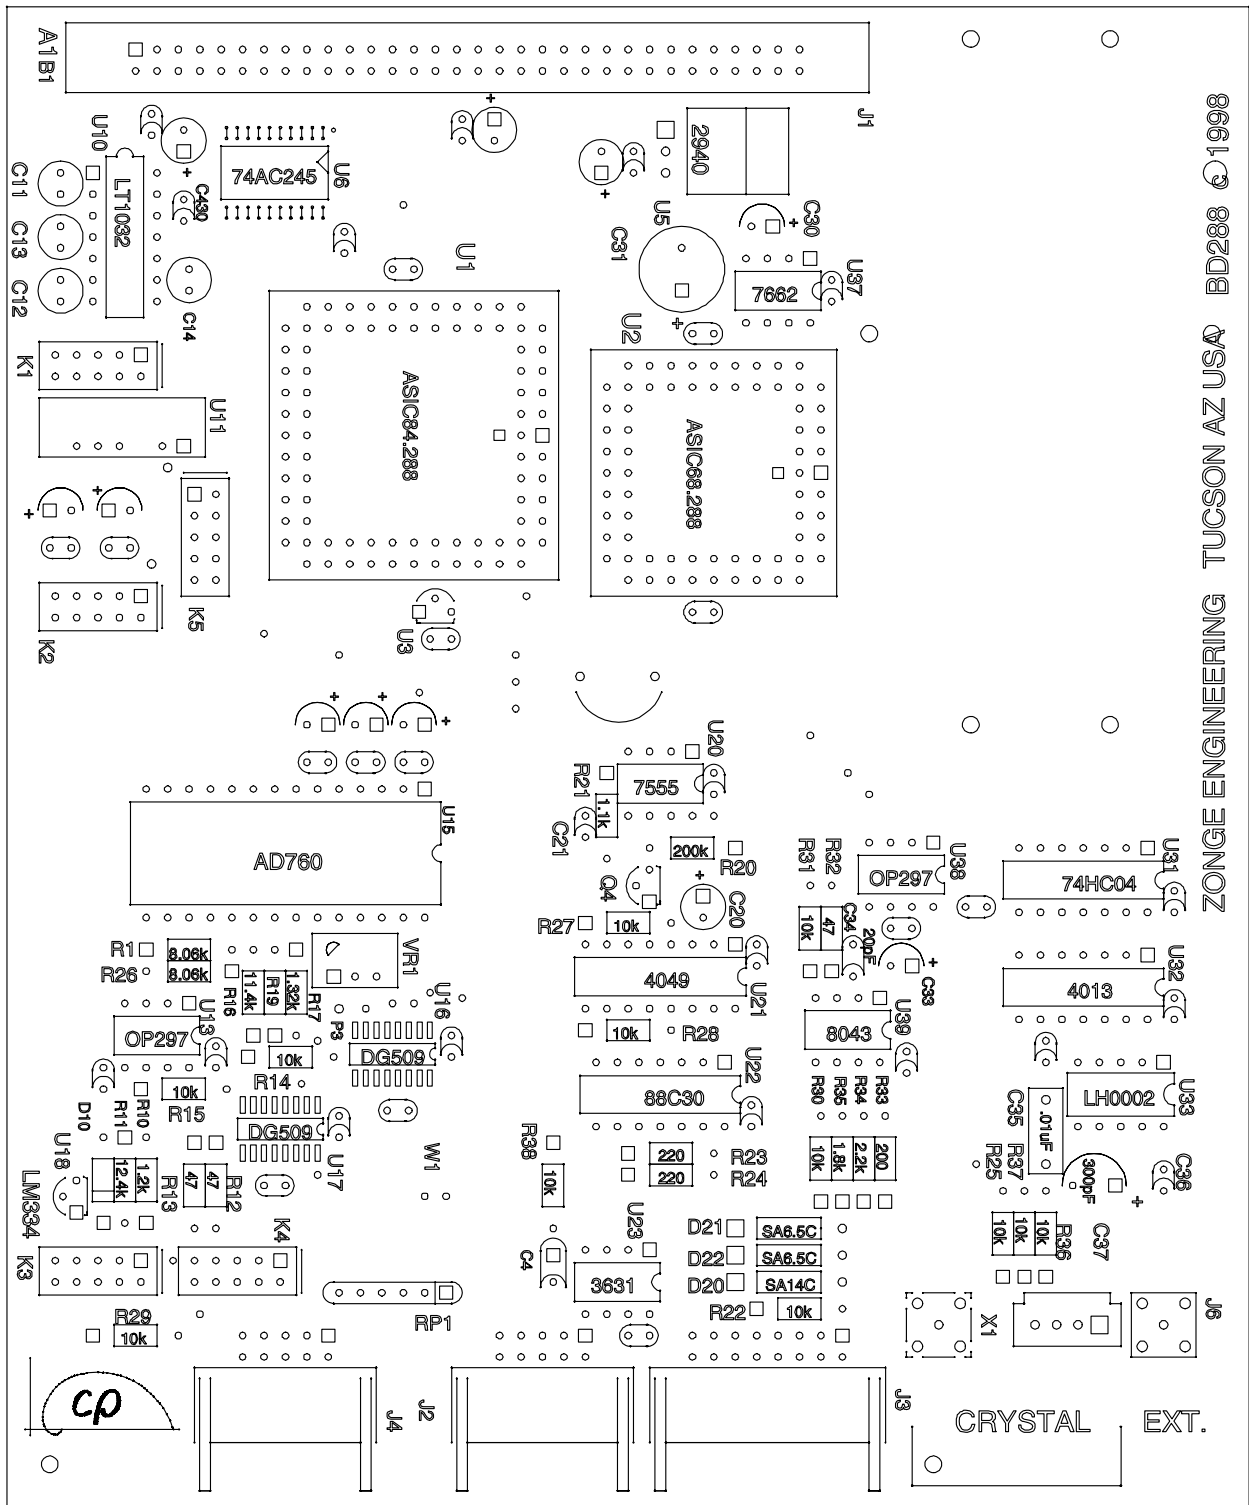 A1
B1
J1
U10
C11
C13
C12
LT1032
C430
74AC245
U6
C14
U1
2940
U5
C31
C30
7662
U37
U2
BD288 © 1998
K1
U11
ASIC84.288
ASIC68.288
K5
K2
U3
ZONGE ENGINEERING TUCSON AZ USA
U20
R21
7555
1.1k
C21
U15
AD760
200k
R20
Q4
C20
R27
10k
R31
R32
OP297
U38
74HC04
U31
10k
47
C34
20pF
C33
R1
8.06k
R26
8.06k
VR1
R16
11.4k
R19
1.32k
R17
4049
U21
4013
U32
U13
OP297
P3
U16
DG509
10k
R28
8043
U39
R14
10k
88C30
U22
R30
R35
R34
R33
C35
.01uF
LH0002
U33
D10
R11
R10
10k
R15
DG509
U17
W1
R38
10k
220
R23
220
R24
10k
1.8k
2.2k
200
R25
R37
300pF
C36
U18
LM334
12.4k
1.2k
R13
47
47
R12
K4
K3
U23
C4
3631
D21
SA6.5C
D22
SA6.5C
D20
SA14C
R22
10k
10k
10k
10k
R36
C37
RP1
R29
10k
X1
J6
cp
J4
J2
J3
CRYSTAL
EXT.